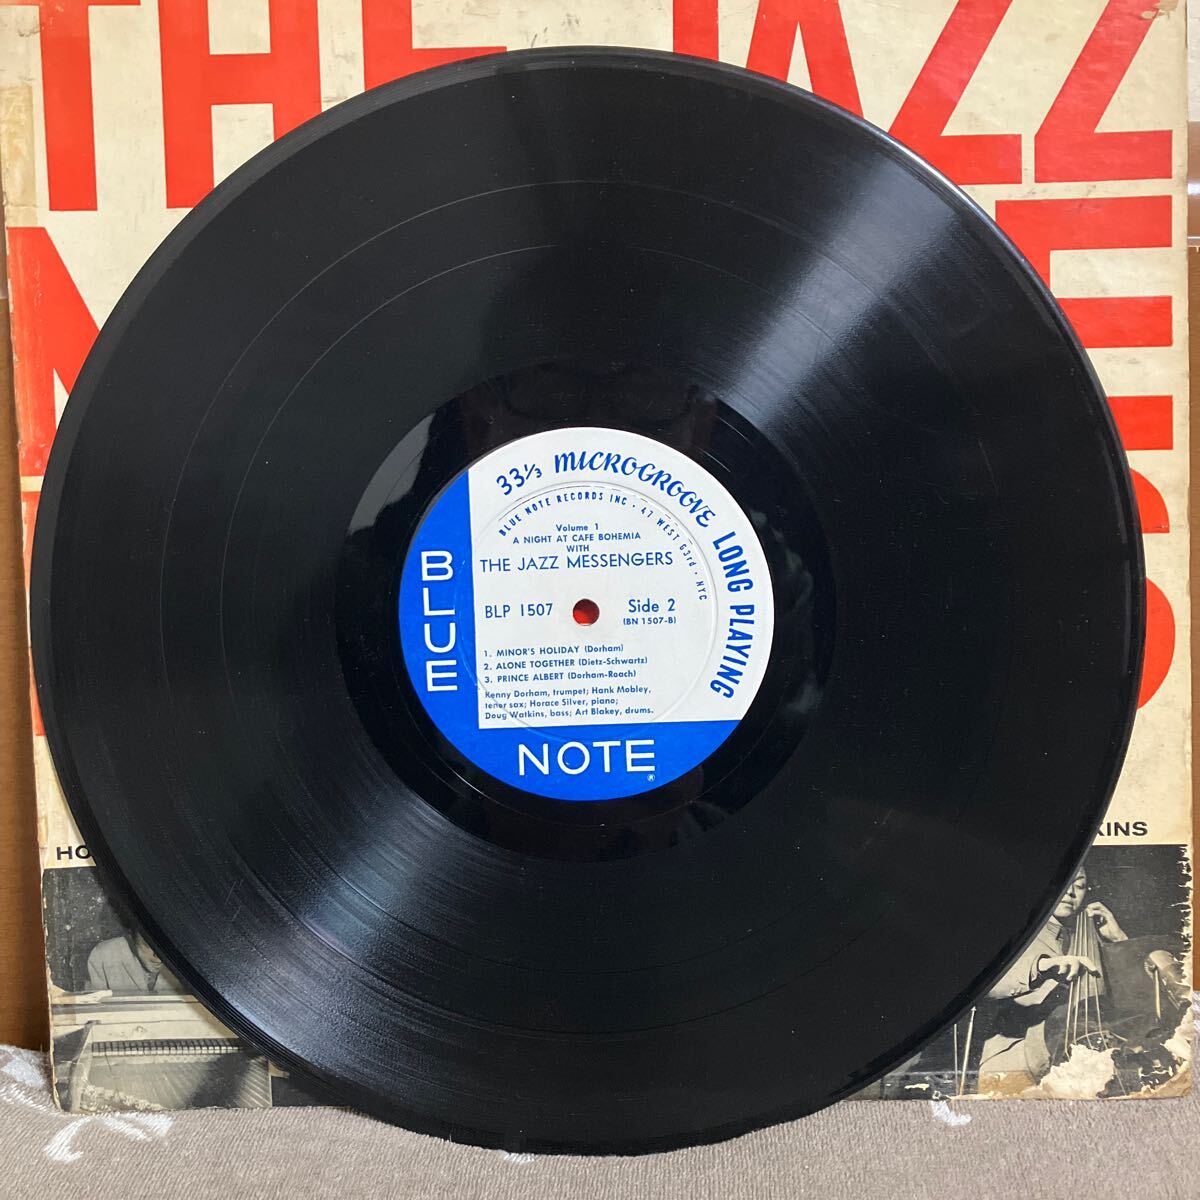 THE JAZZ
HO
KINS
33⅓ MICROGROOVE LONG PLAYING
BLUE NOTE RECORDS INC · 47 WEST 63rd · NYC
Volume 1
A NIGHT AT CAFE BOHEMIA
WITH
THE JAZZ MESSENGERS
BLP 1507 Side 2
(BN 1507-B)
1. MINOR'S HOLIDAY (Dorham)
2. ALONE TOGETHER (Dietz-Schwartz)
3. PRINCE ALBERT (Dorham-Roach)
Kenny Dorham, trumpet; Hank Mobley,
tenor sax; Horace Silver, piano;
Doug Watkins, bass; Art Blakey, drums.
BLUE
NOTE
®